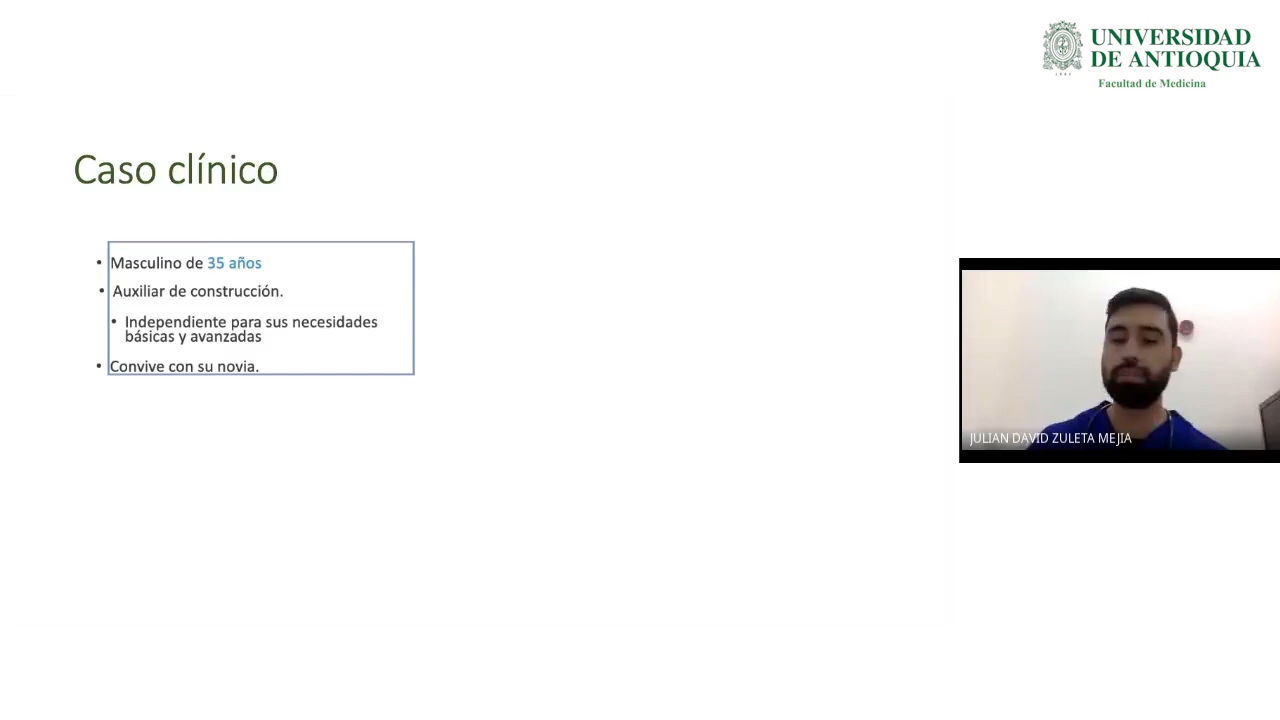 UNIVERSIDAD
DE ANTIOQUIA
Facultad de Medicina
Caso clínico
• Masculino de 35 años
• Auxiliar de construcción.
• Independiente para sus necesidades
básicas y avanzadas
• Convive con su novia.
JULIAN DAVID ZULETA MEJIA